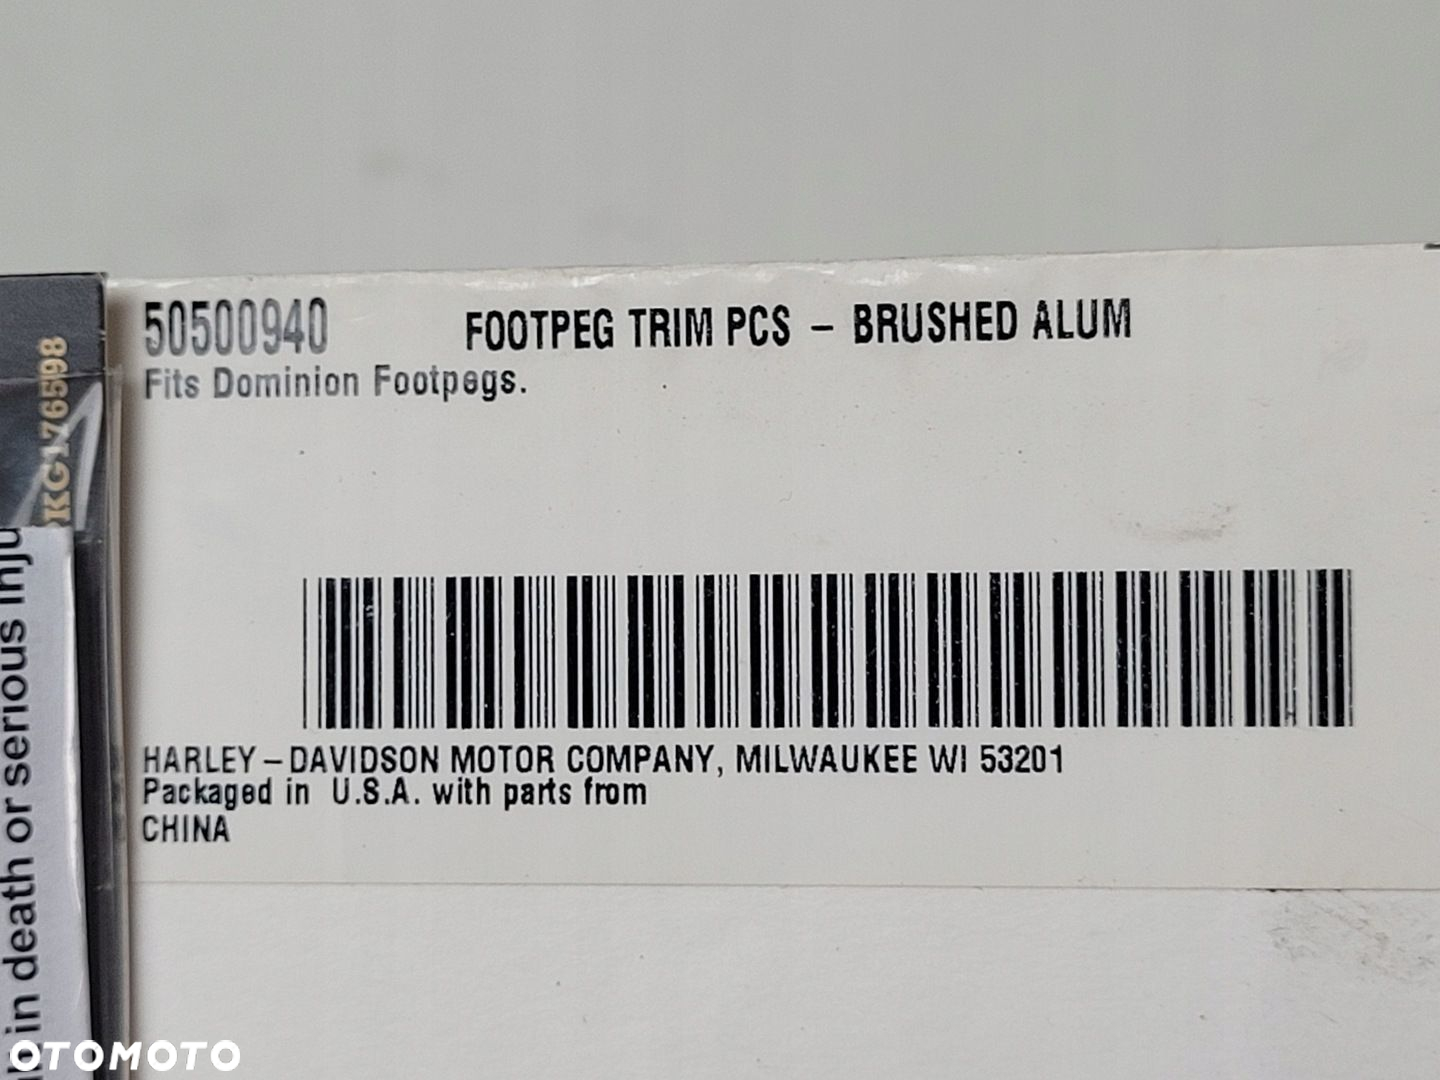 50500940 FOOTPEG TRIM PCS – BRUSHED ALUM
Fits Dominion Footpegs.
HARLEY–DAVIDSON MOTOR COMPANY, MILWAUKEE WI 53201
Packaged in U.S.A. with parts from
CHINA
KG176598
in death or serious inju
OTOMOTO